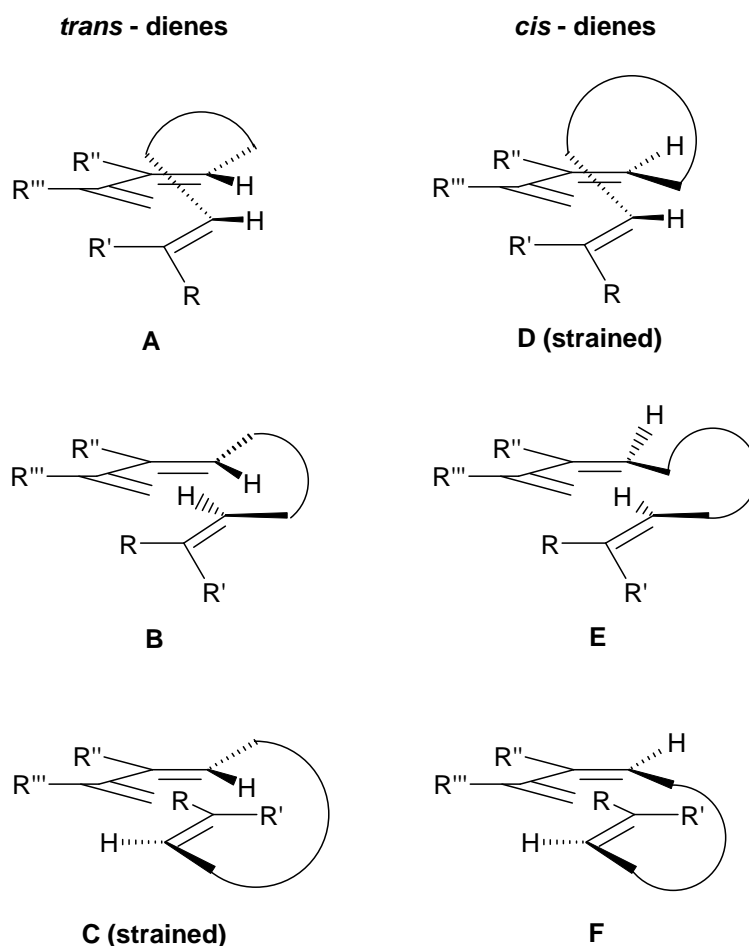 trans - dienes
cis - dienes
R''
H
R'''
H
R'
R
A
H
R''
R'''
H
R'
R
D (strained)
R''
R'''
H
H
R
R'
B
H
R''
R'''
H
R
R'
E
R''
R'''
H
R
R'
H
C (strained)
H
R''
R'''
R
R'
H
F